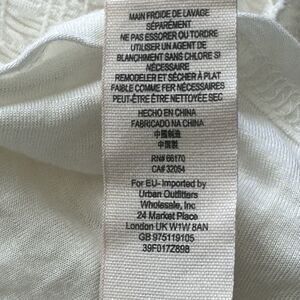 MAIN FROIDE DE LAVAGE
SÉPARÉMENT
NE PAS ESSORER OU TORDRE
UTILISER UN AGENT DE
BLANCHIMENT SANS CHLORE SI
NÉCESSAIRE
REMODELER ET SÉCHER À PLAT
FAIBLE COMME FER NÉCESSAIRES
PEUT-ÊTRE ÊTRE NETTOYÉE SEC
HECHO EN CHINA
FABRICADO NA CHINA
中國制造
中国製
RN# 66170
CA# 32054
For EU- Imported by
Urban Outfitters
Wholesale, Inc
24 Market Place
London UK W1W 8AN
GB 975119105
39F017Z898